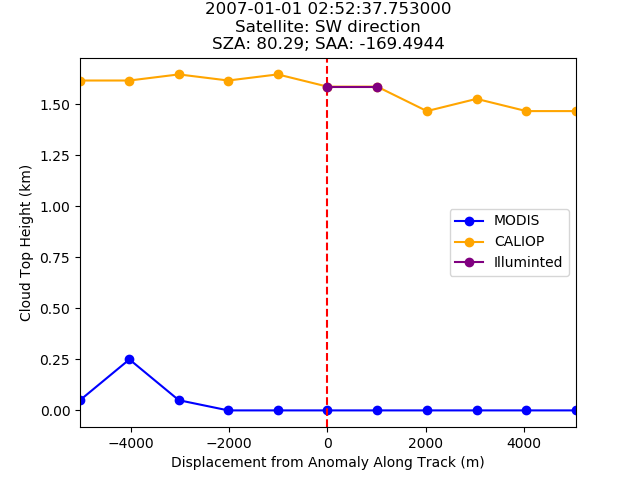 2007-01-01 02:52:37.753000
Satellite: SW direction
SZA: 80.29; SAA: -169.4944
Cloud Top Height (km)
1.50
1.25
1.00
0.75
0.50
0.25
0.00
MODIS
CALIOP
Illuminted
−4000
−2000
0
2000
4000
Displacement from Anomaly Along Track (m)